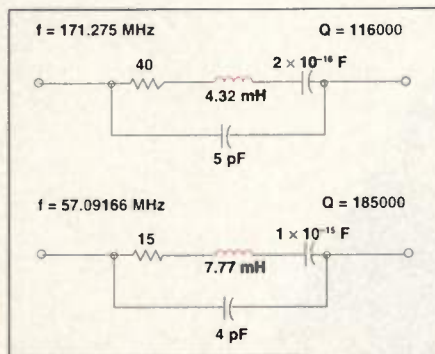 f = 171.275 MHz Q = 116000
40 2 × 10⁻¹⁶ F
4.32 mH
5 pF
f = 57.09166 MHz Q = 185000
15 1 × 10⁻¹⁵ F
7.77 mH
4 pF